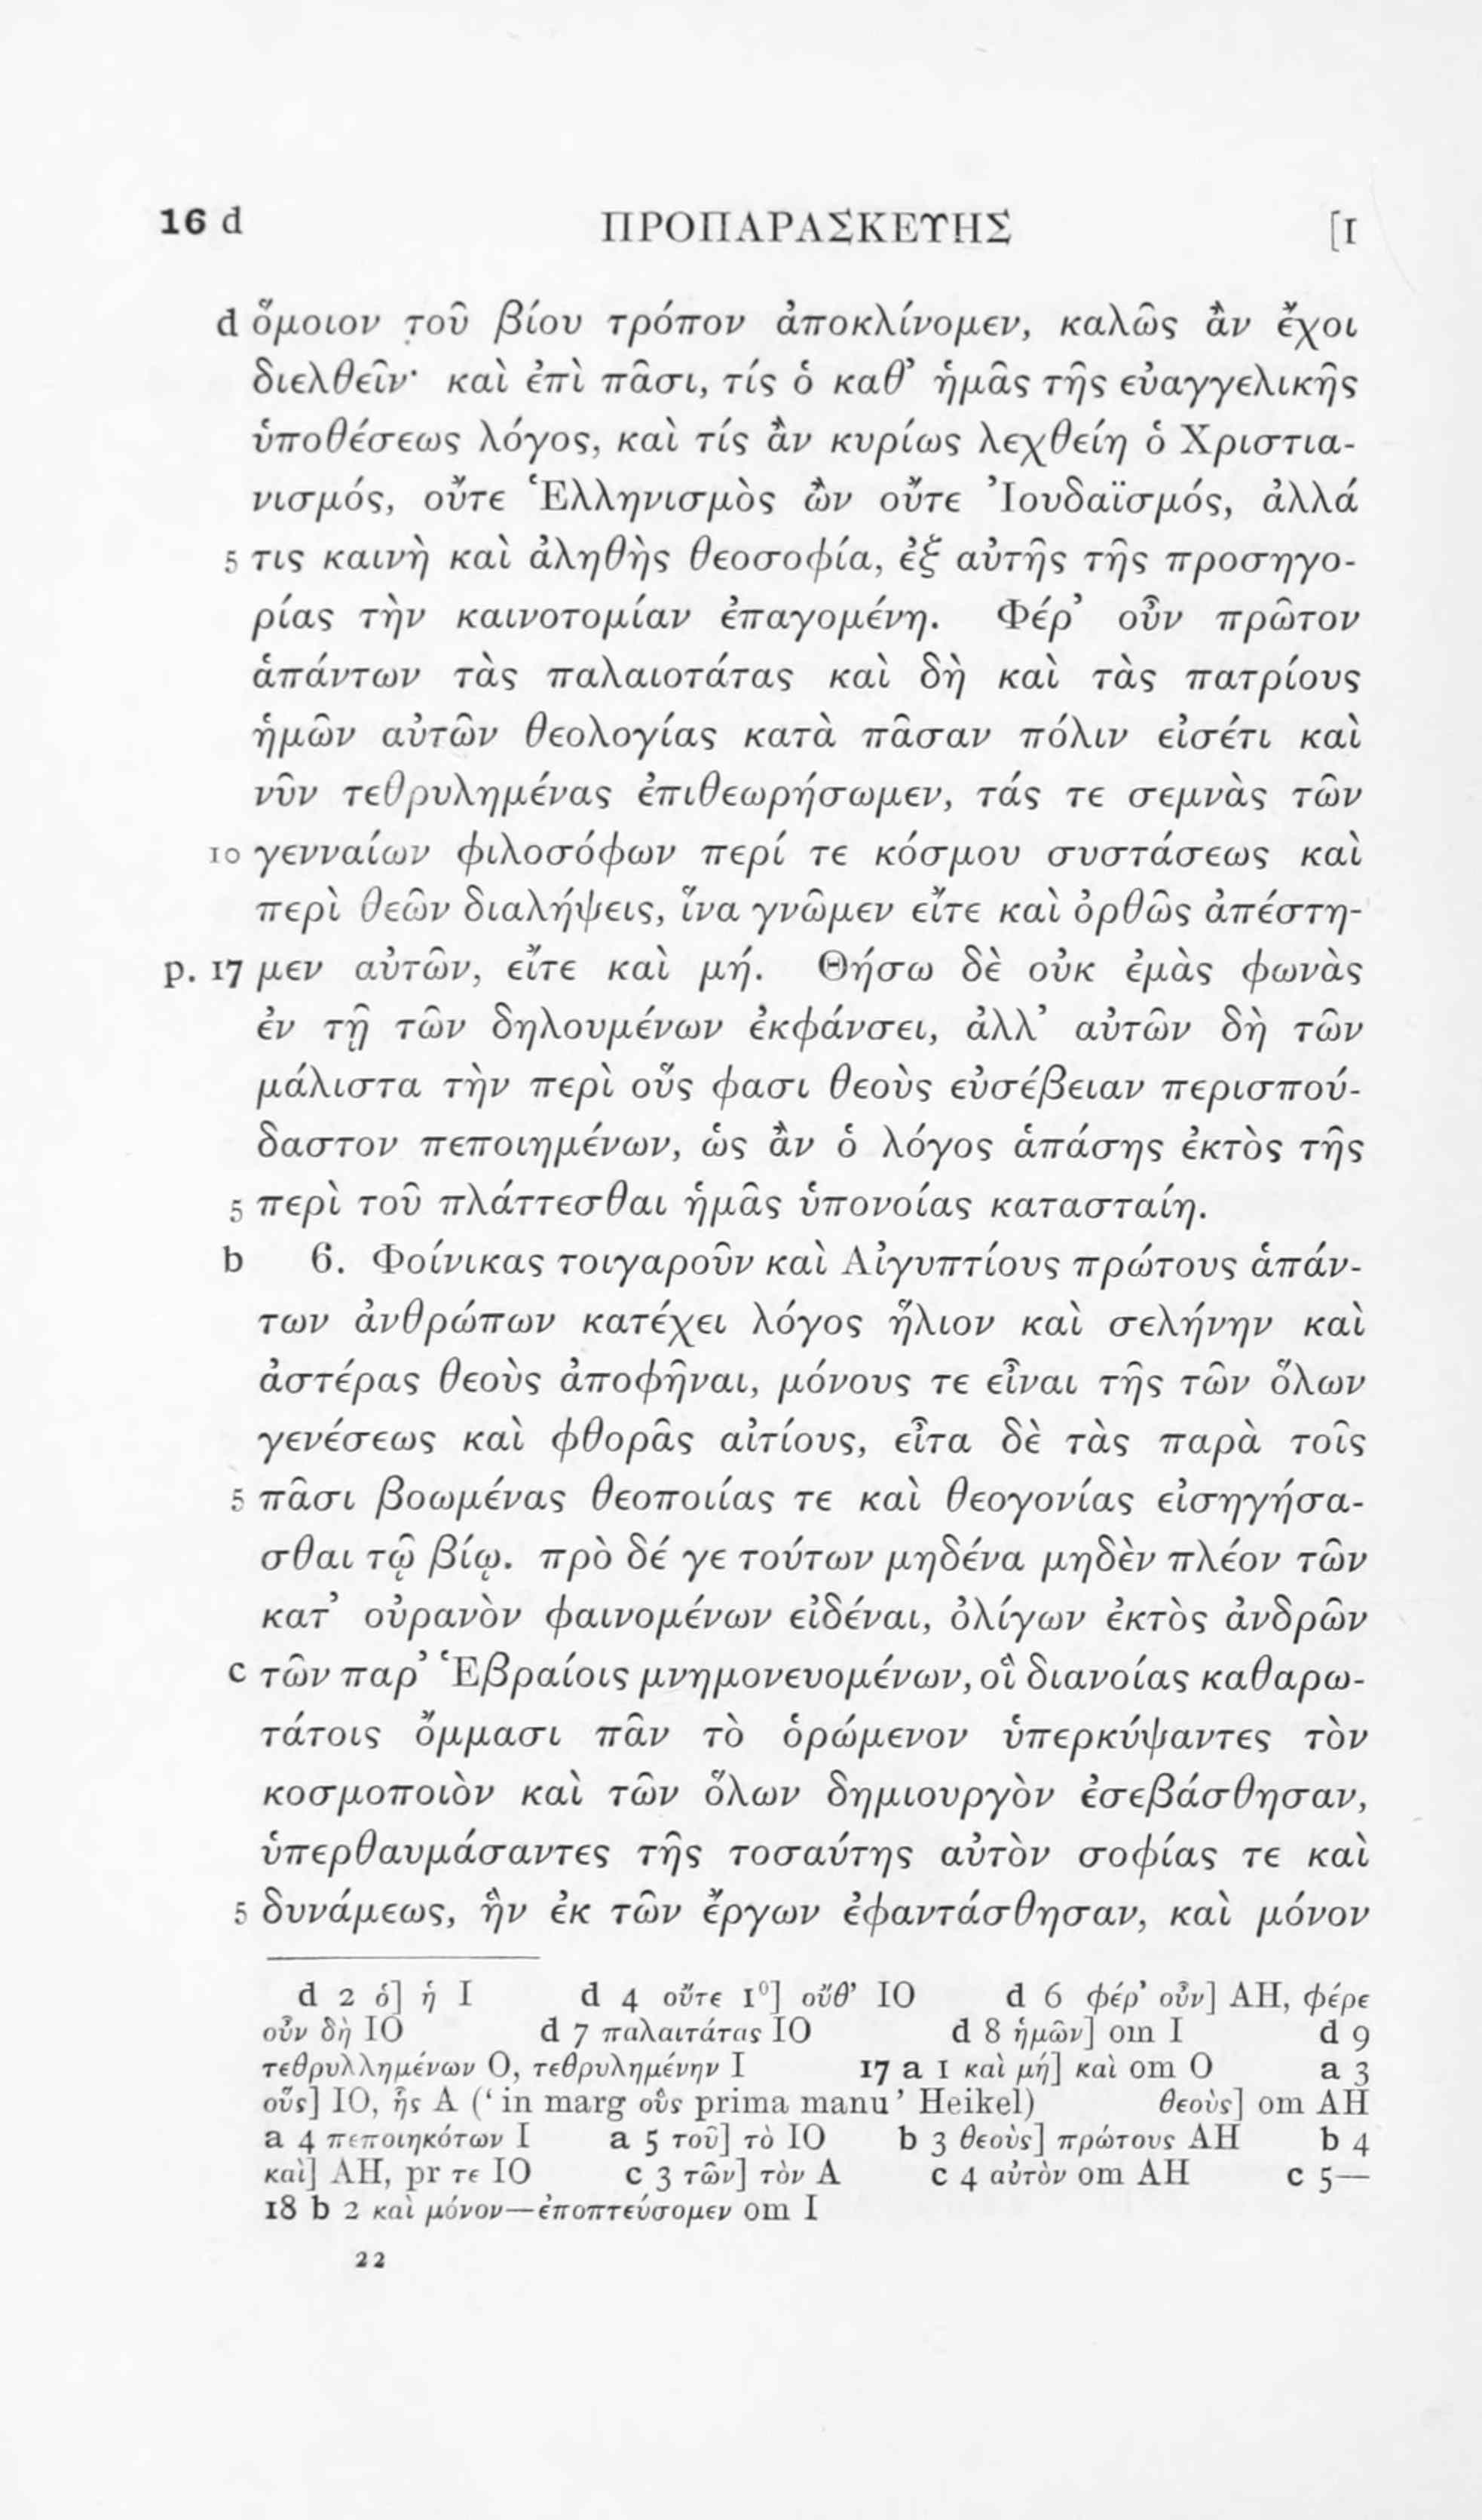 16 d ΠΡΟΠΑΡΑΣΚΕΥΗΣ [I
d ὅμοιον τοῦ βίου τρόπον ἀποκλίνομεν, καλῶς ἂν ἔχοι
διελθεῖν· καὶ ἐπὶ πᾶσι, τίς ὁ καθ’ ἡμᾶς τῆς εὐαγγελικῆς
ὑποθέσεως λόγος, καὶ τίς ἂν κυρίως λεχθείη ὁ Χριστια-
νισμός, οὔτε Ἑλληνισμὸς ὢν οὔτε Ἰουδαϊσμός, ἀλλά
5 τις καινὴ καὶ ἀληθὴς θεοσοφία, ἐξ αὐτῆς τῆς προσηγο-
ρίας τὴν καινοτομίαν ἐπαγομένη. Φέρ’ οὖν πρῶτον
ἁπάντων τὰς παλαιοτάτας καὶ δὴ καὶ τὰς πατρίους
ἡμῶν αὐτῶν θεολογίας κατὰ πᾶσαν πόλιν εἰσέτι καὶ
νῦν τεθρυλημένας ἐπιθεωρήσωμεν, τάς τε σεμνὰς τῶν
10 γενναίων φιλοσόφων περί τε κόσμου συστάσεως καὶ
περὶ θεῶν διαλήψεις, ἵνα γνῶμεν εἴτε καὶ ὀρθῶς ἀπέστη-
p. 17 μεν αὐτῶν, εἴτε καὶ μή. Θήσω δὲ οὐκ ἐμὰς φωνὰς
ἐν τῇ τῶν δηλουμένων ἐκφάνσει, ἀλλ’ αὐτῶν δὴ τῶν
μάλιστα τὴν περὶ οὕς φασι θεοὺς εὐσέβειαν περισπού-
δαστον πεποιημένων, ὡς ἂν ὁ λόγος ἁπάσης ἐκτὸς τῆς
5 περὶ τοῦ πλάττεσθαι ἡμᾶς ὑπονοίας κατασταίη.
b 6. Φοίνικας τοιγαροῦν καὶ Αἰγυπτίους πρώτους ἁπάν-
των ἀνθρώπων κατέχει λόγος ἥλιον καὶ σελήνην καὶ
ἀστέρας θεοὺς ἀποφῆναι, μόνους τε εἶναι τῆς τῶν ὅλων
γενέσεως καὶ φθορᾶς αἰτίους, εἶτα δὲ τὰς παρὰ τοῖς
5 πᾶσι βοωμένας θεοποιίας τε καὶ θεογονίας εἰσηγήσα-
σθαι τῷ βίῳ. πρὸ δέ γε τούτων μηδένα μηδὲν πλέον τῶν
κατ’ οὐρανὸν φαινομένων εἰδέναι, ὀλίγων ἐκτὸς ἀνδρῶν
c τῶν παρ’ Ἑβραίοις μνημονευομένων, οἳ διανοίας καθαρω-
τάτοις ὄμμασι πᾶν τὸ ὁρώμενον ὑπερκύψαντες τὸν
κοσμοποιὸν καὶ τῶν ὅλων δημιουργὸν ἐσεβάσθησαν,
ὑπερθαυμάσαντες τῆς τοσαύτης αὐτὸν σοφίας τε καὶ
5 δυνάμεως, ἣν ἐκ τῶν ἔργων ἐφαντάσθησαν, καὶ μόνον
d 2 ὁ] ἡ I d 4 οὔτε 1⁰] οὔθ’ IO d 6 φέρ’ οὖν] AH, φέρε
οὖν δὴ IO d 7 παλαιτάτας IO d 8 ἡμῶν] om I d 9
τεθρυλλημένων O, τεθρυλημένην I 17 a 1 καὶ μή] καὶ om O a 3
οὕς] IO, ἧς A (‘in marg οὓς prima manu’ Heikel) θεοὺς] om AH
a 4 πεποιηκότων I a 5 τοῦ] τὸ IO b 3 θεοὺς] πρώτους AH b 4
καὶ] AH, pr τε IO c 3 τῶν] τὸν A c 4 αὐτὸν om AH c 5—
18 b 2 καὶ μόνον—ἐποπτεύσομεν om I
22